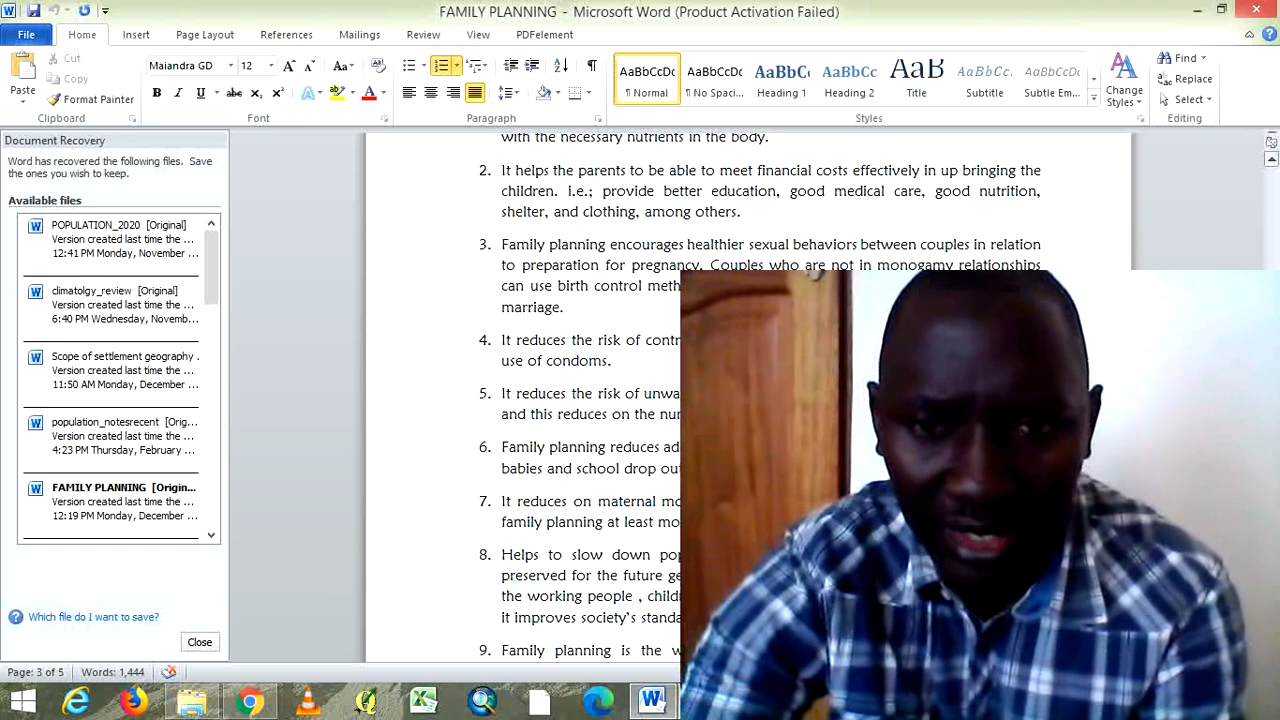 FAMILY PLANNING - Microsoft Word (Product Activation Failed)
File Home Insert Page Layout References Mailings Review View PDFelement
Paste
Cut
Copy
Format Painter
Clipboard
Maiandra GD 12
Font
Paragraph
AaBbCcDc AaBbCcDc AaBbC AaBbCc AaB AaBbCcD AaBbCcDc
¶ Normal ¶ No Spaci... Heading 1 Heading 2 Title Subtitle Subtle Em...
Change
Styles
Styles
Find
Replace
Select
Editing
Document Recovery
Word has recovered the following files. Save
the ones you wish to keep.
Available files
POPULATION_2020 [Original]
Version created last time the ...
12:41 PM Monday, November ...
climatolgy_review [Original]
Version created last time the ...
6:40 PM Wednesday, Novemb...
Scope of settlement geography .
Version created last time the ...
11:50 AM Monday, December ...
population_notesrecent [Orig...
Version created last time the ...
4:23 PM Thursday, February ...
FAMILY PLANNING [Origin...
Version created last time the ...
12:19 PM Monday, December ...
Which file do I want to save?
Close
with the necessary nutrients in the body.
2. It helps the parents to be able to meet financial costs effectively in up bringing the
children. i.e.; provide better education, good medical care, good nutrition,
shelter, and clothing, among others.
3. Family planning encourages healthier sexual behaviors between couples in relation
to preparation for pregnancy. Couples who are not in monogamy relationships
can use birth control meth
marriage.
4. It reduces the risk of contr
use of condoms.
5. It reduces the risk of unwa
and this reduces on the nu
6. Family planning reduces ad
babies and school drop ou
7. It reduces on maternal mo
family planning at least mo
8. Helps to slow down pop
preserved for the future ge
the working people , childr
it improves society's standa
9. Family planning is the w
Page: 3 of 5 Words: 1,444